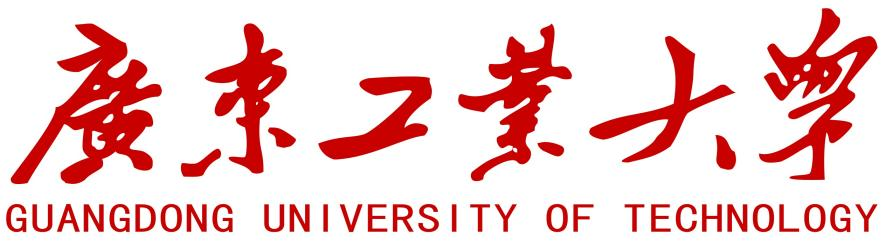 廣東工業大學
GUANGDONG UNIVERSITY OF TECHNOLOGY